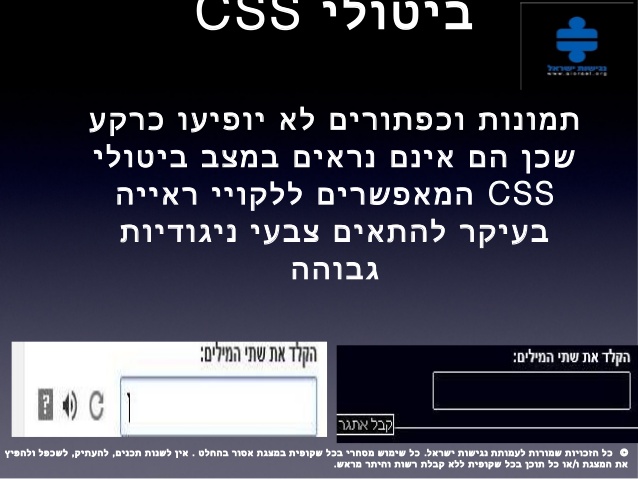 ביטולי CSS
נגישות ישראל
www.aisrael.org
תמונות וכפתורים לא יופיעו כרקע
שכן הם אינם נראים במצב ביטולי
CSS המאפשרים ללקויי ראייה
בעיקר להתאים צבעי ניגודיות
גבוהה
הקלד את שתי המילים:
?
הקלד את שתי המילים:
קבל אתגר
© כל הזכויות שמורות לעמותת נגישות ישראל. כל שימוש מסחרי בכל שקופית במצגת אסור בהחלט . אין לשנות תכנים, להעתיק, לשכפל ולהפיץ
את המצגת ו/או כל תוכן בכל שקופית ללא קבלת רשות והיתר מראש.